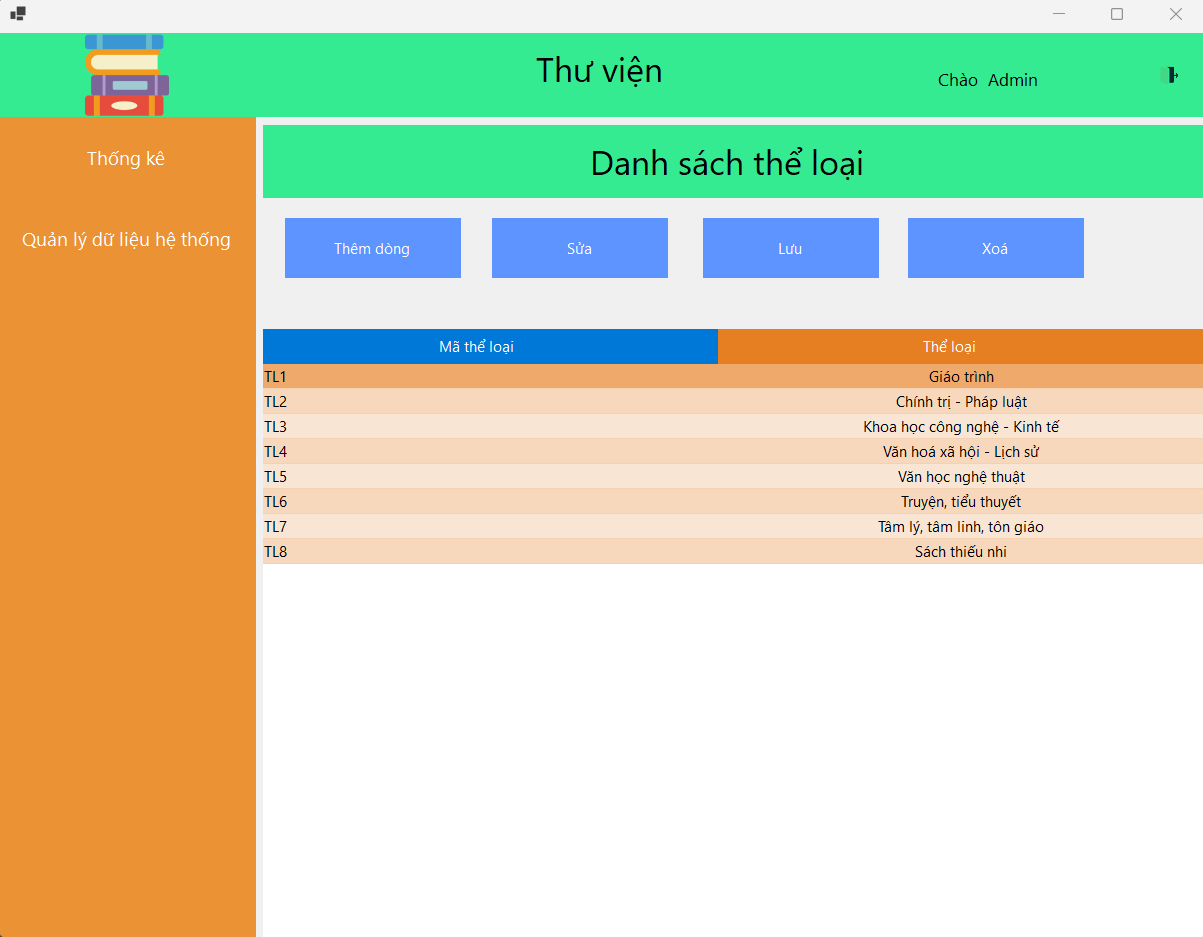 Thư viện
Chào Admin
Thống kê
Quản lý dữ liệu hệ thống
Danh sách thể loại
Thêm dòng Sửa Lưu Xoá
Mã thể loại Thể loại
TL1 Giáo trình
TL2 Chính trị - Pháp luật
TL3 Khoa học công nghệ - Kinh tế
TL4 Văn hoá xã hội - Lịch sử
TL5 Văn học nghệ thuật
TL6 Truyện, tiểu thuyết
TL7 Tâm lý, tâm linh, tôn giáo
TL8 Sách thiếu nhi